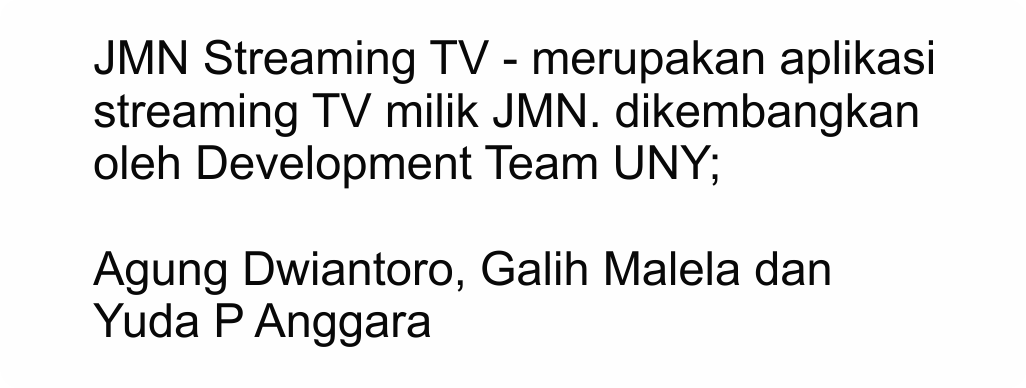 JMN Streaming TV - merupakan aplikasi
streaming TV milik JMN. dikembangkan
oleh Development Team UNY;
Agung Dwiantoro, Galih Malela dan
Yuda P Anggara